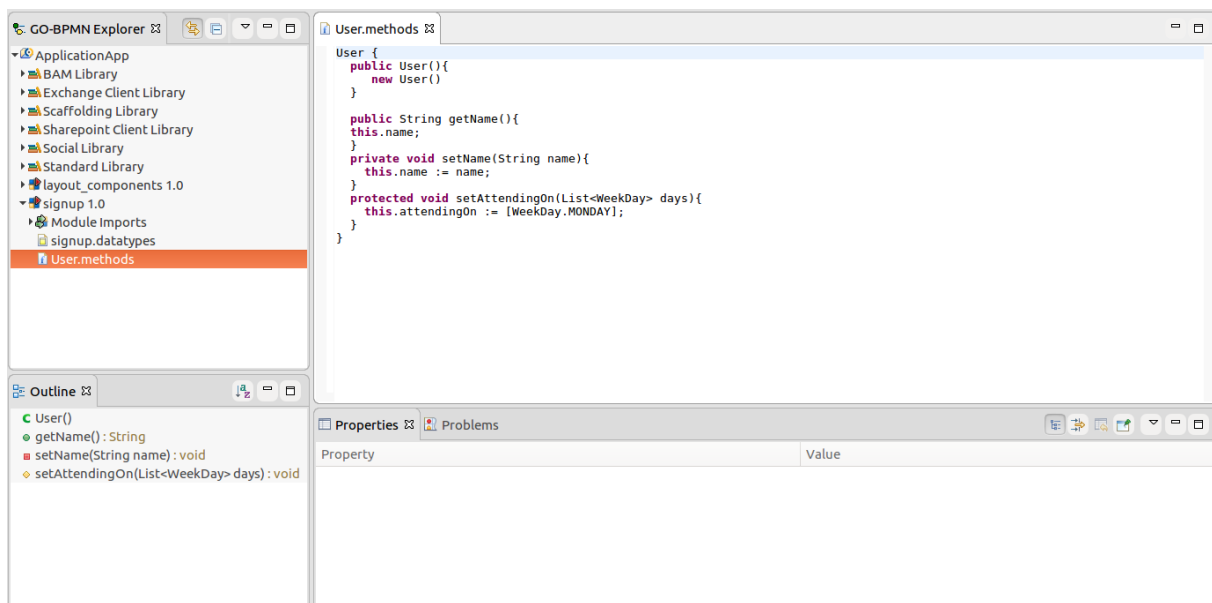 GO-BPMN Explorer
ApplicationApp
BAM Library
Exchange Client Library
Scaffolding Library
Sharepoint Client Library
Social Library
Standard Library
layout_components 1.0
signup 1.0
Module Imports
signup.datatypes
User.methods
User.methods
User {
public User(){
new User()
}
public String getName(){
this.name;
}
private void setName(String name){
this.name := name;
}
protected void setAttendingOn(List<WeekDay> days){
this.attendingOn := [WeekDay.MONDAY];
}
}
Outline
User()
getName() : String
setName(String name) : void
setAttendingOn(List<WeekDay> days) : void
Properties Problems
Property Value